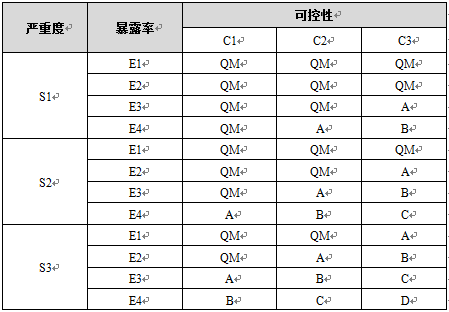 严重度 暴露率 可控性
C1 C2 C3
S1 E1 QM QM QM
E2 QM QM QM
E3 QM QM A
E4 QM A B
S2 E1 QM QM QM
E2 QM QM A
E3 QM A B
E4 A B C
S3 E1 QM QM A
E2 QM A B
E3 A B C
E4 B C D